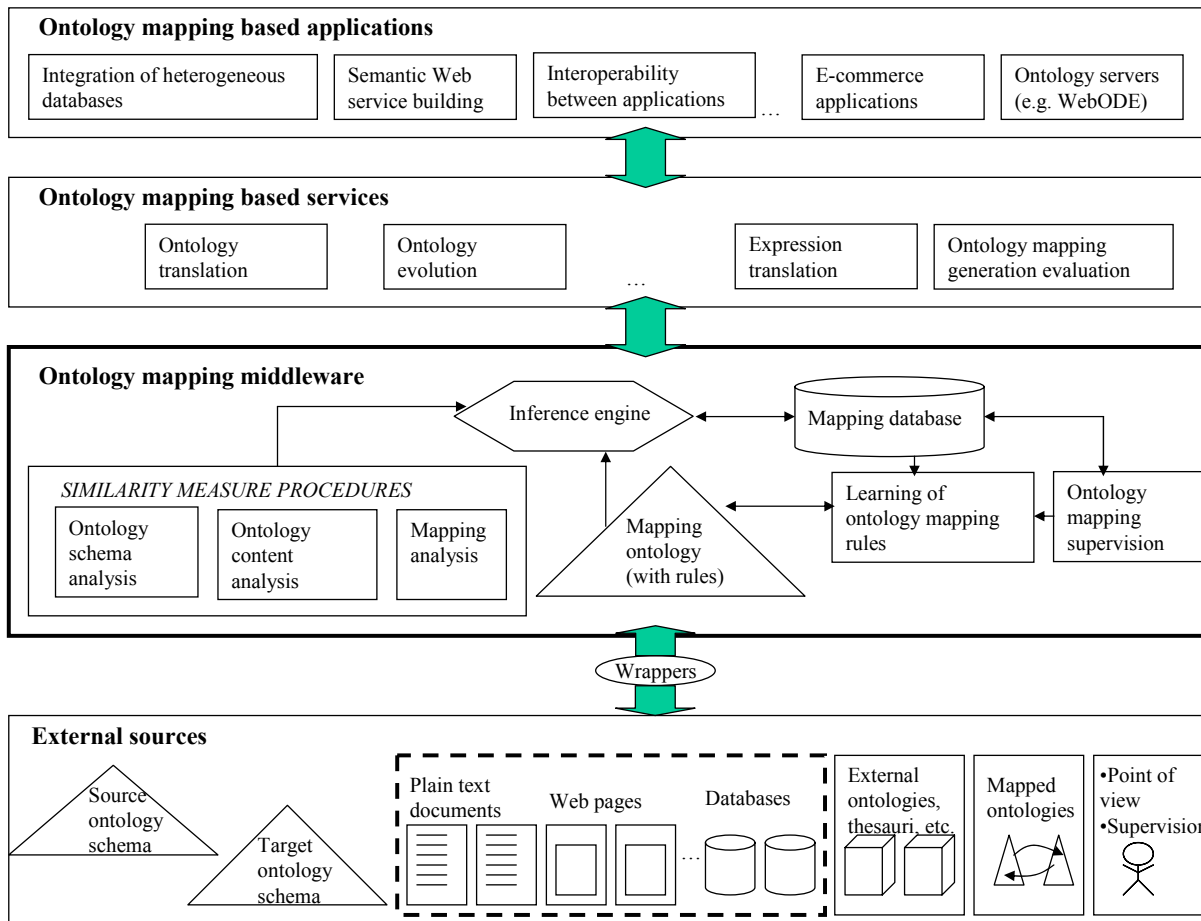 Ontology mapping based applications
Integration of heterogeneous
databases
Semantic Web
service building
Interoperability
between applications
…
E-commerce
applications
Ontology servers
(e.g. WebODE)
Ontology mapping based services
Ontology
translation
Ontology
evolution
…
Expression
translation
Ontology mapping
generation evaluation
Ontology mapping middleware
Inference engine
Mapping database
SIMILARITY MEASURE PROCEDURES
Ontology
schema
analysis
Ontology
content
analysis
Mapping
analysis
Mapping
ontology
(with rules)
Learning of
ontology mapping
rules
Ontology
mapping
supervision
Wrappers
External sources
Source
ontology
schema
Target
ontology
schema
Plain text
documents
Web pages
…
Databases
External
ontologies,
thesauri, etc.
Mapped
ontologies
•Point of
view
•Supervision